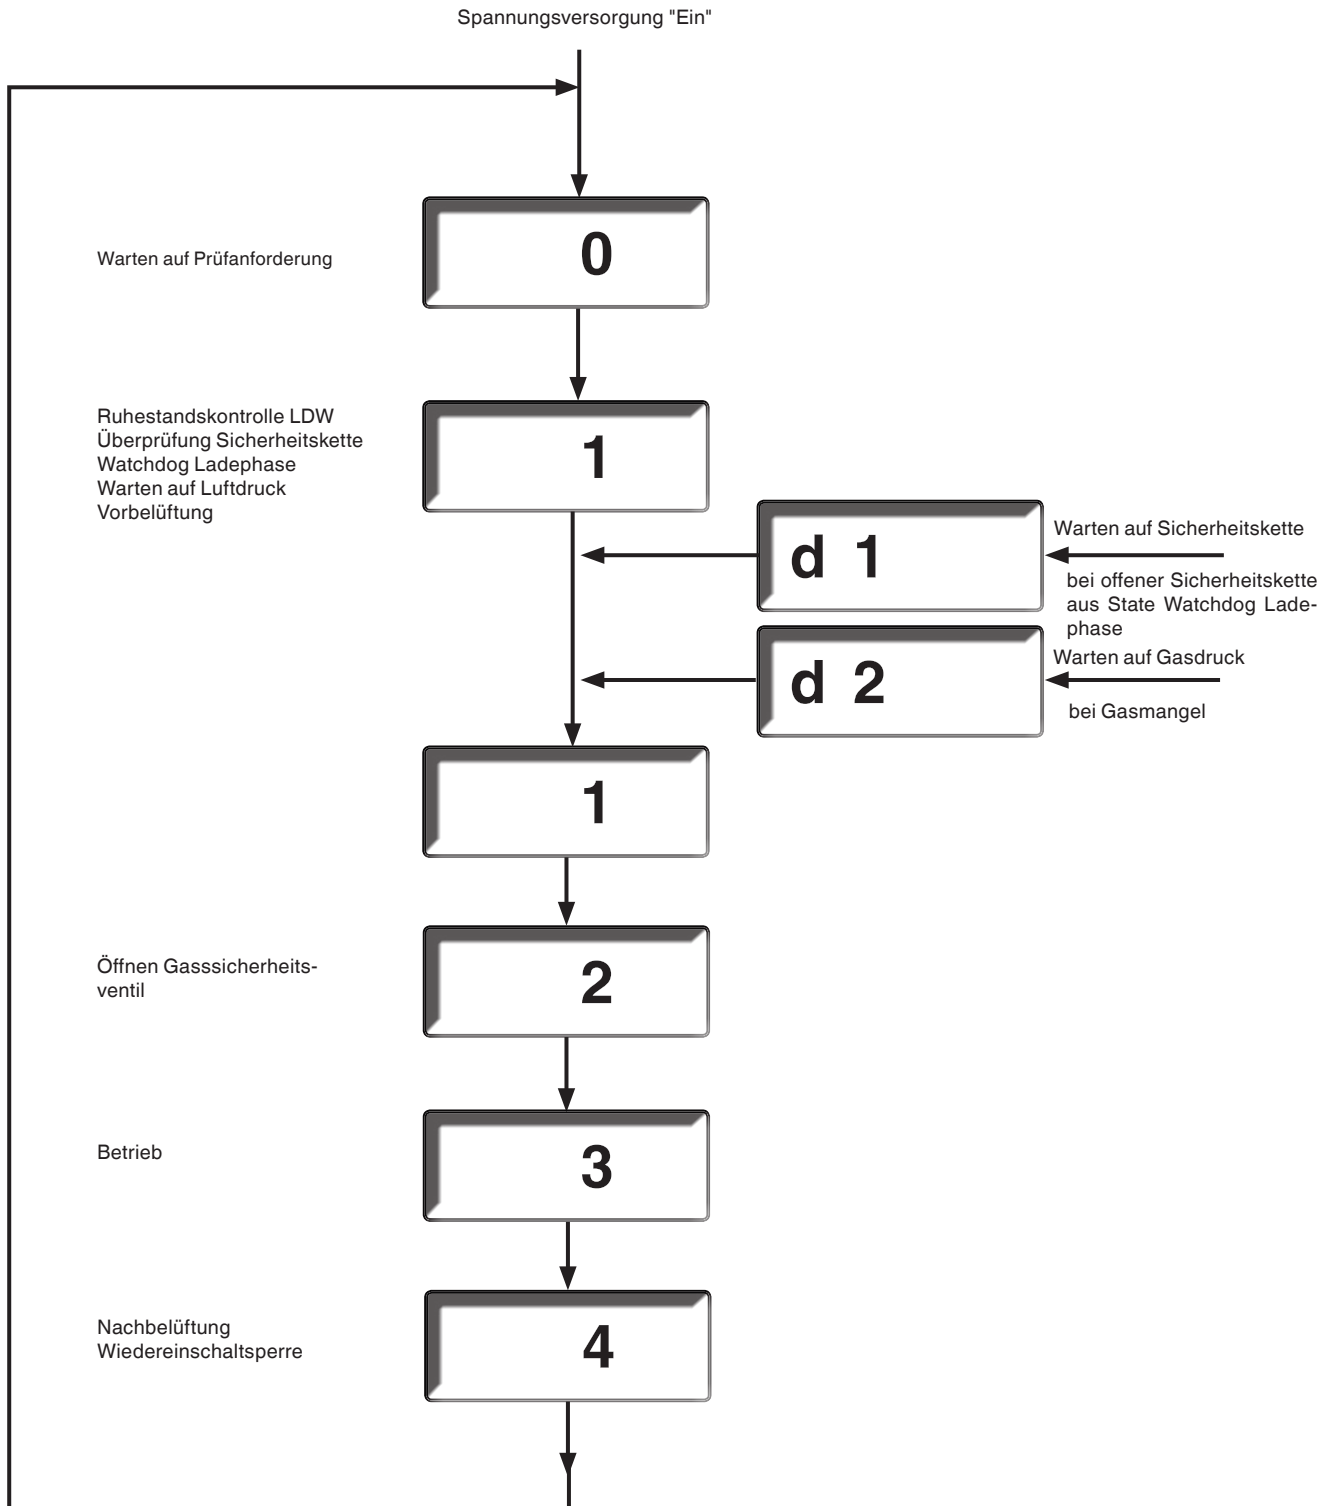 Spannungsversorgung "Ein"
Warten auf Prüfanforderung
0
Ruhestandskontrolle LDW
Überprüfung Sicherheitskette
Watchdog Ladephase
Warten auf Luftdruck
Vorbelüftung
1
d 1
Warten auf Sicherheitskette
bei offener Sicherheitskette
aus State Watchdog Lade-
phase
d 2
Warten auf Gasdruck
bei Gasmangel
1
Öffnen Gasssicherheits-
ventil
2
Betrieb
3
Nachbelüftung
Wiedereinschaltsperre
4